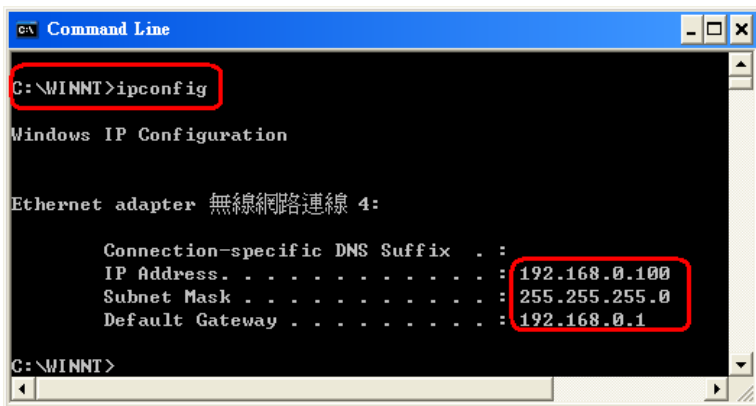 Command Line
C:\WINNT>ipconfig
Windows IP Configuration
Ethernet adapter 無線網路連線 4:
Connection-specific DNS Suffix . :
IP Address. . . . . . . . . . . . : 192.168.0.100
Subnet Mask . . . . . . . . . . . : 255.255.255.0
Default Gateway . . . . . . . . . : 192.168.0.1
C:\WINNT>